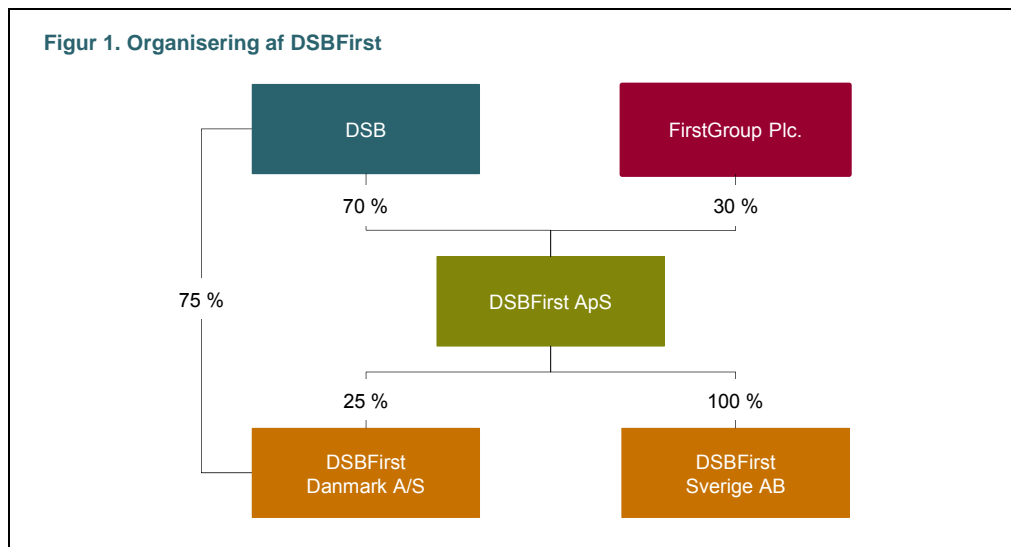 Figur 1. Organisering af DSBFirst
DSB
FirstGroup Plc.
70 %
30 %
75 %
DSBFirst ApS
25 %
100 %
DSBFirst
Danmark A/S
DSBFirst
Sverige AB